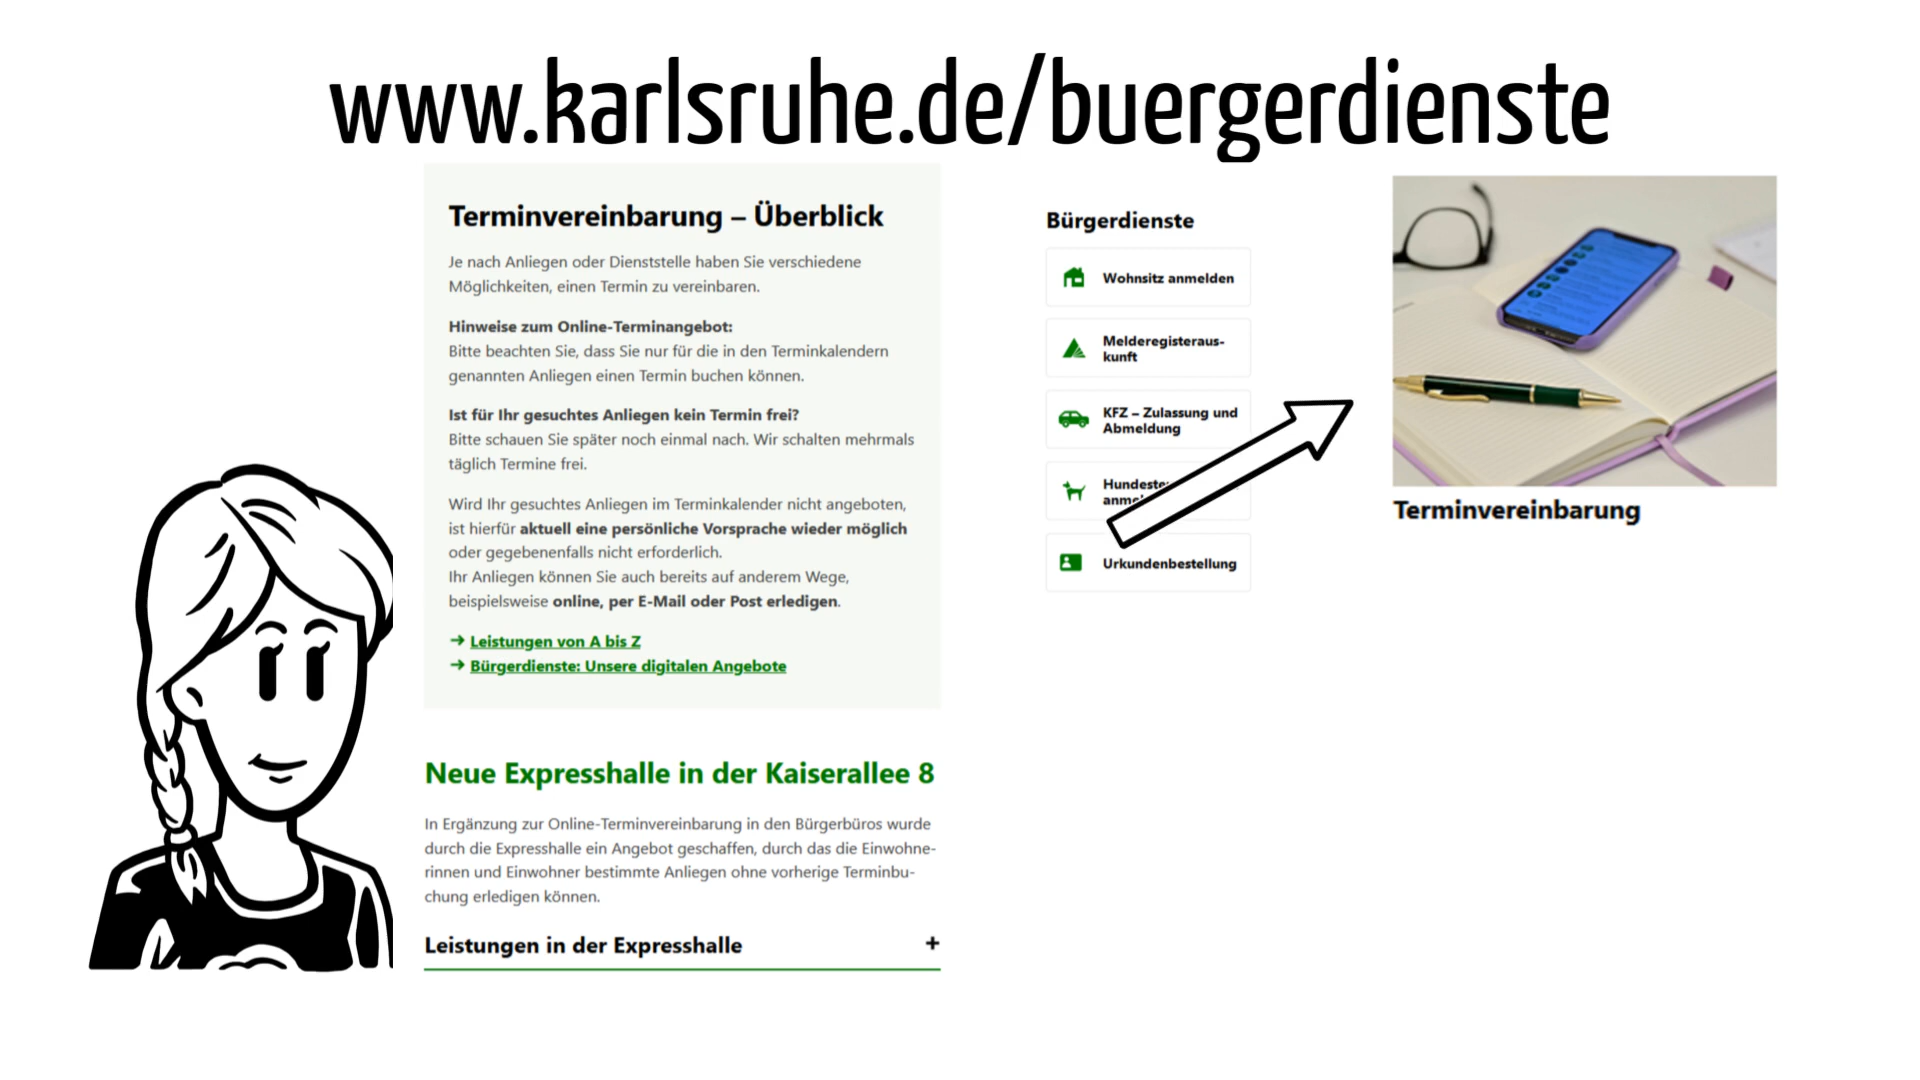 www.karlsruhe.de/buergerdienste
Terminvereinbarung – Überblick
Je nach Anliegen oder Dienststelle haben Sie verschiedene
Möglichkeiten, einen Termin zu vereinbaren.
Hinweise zum Online-Terminangebot:
Bitte beachten Sie, dass Sie nur für die in den Terminkalendern
genannten Anliegen einen Termin buchen können.
Ist für Ihr gesuchtes Anliegen kein Termin frei?
Bitte schauen Sie später noch einmal nach. Wir schalten mehrmals
täglich Termine frei.
Wird Ihr gesuchtes Anliegen im Terminkalender nicht angeboten,
ist hierfür aktuell eine persönliche Vorsprache wieder möglich
oder gegebenenfalls nicht erforderlich.
Ihr Anliegen können Sie auch bereits auf anderem Wege,
beispielsweise online, per E-Mail oder Post erledigen.
→ Leistungen von A bis Z
→ Bürgerdienste: Unsere digitalen Angebote
Neue Expresshalle in der Kaiserallee 8
In Ergänzung zur Online-Terminvereinbarung in den Bürgerbüros wurde
durch die Expresshalle ein Angebot geschaffen, durch das die Einwohne-
rinnen und Einwohner bestimmte Anliegen ohne vorherige Terminbu-
chung erledigen können.
Leistungen in der Expresshalle +
Bürgerdienste
Wohnsitz anmelden
Melderegisteraus-
kunft
KFZ – Zulassung und
Abmeldung
Urkundenbestellung
Terminvereinbarung